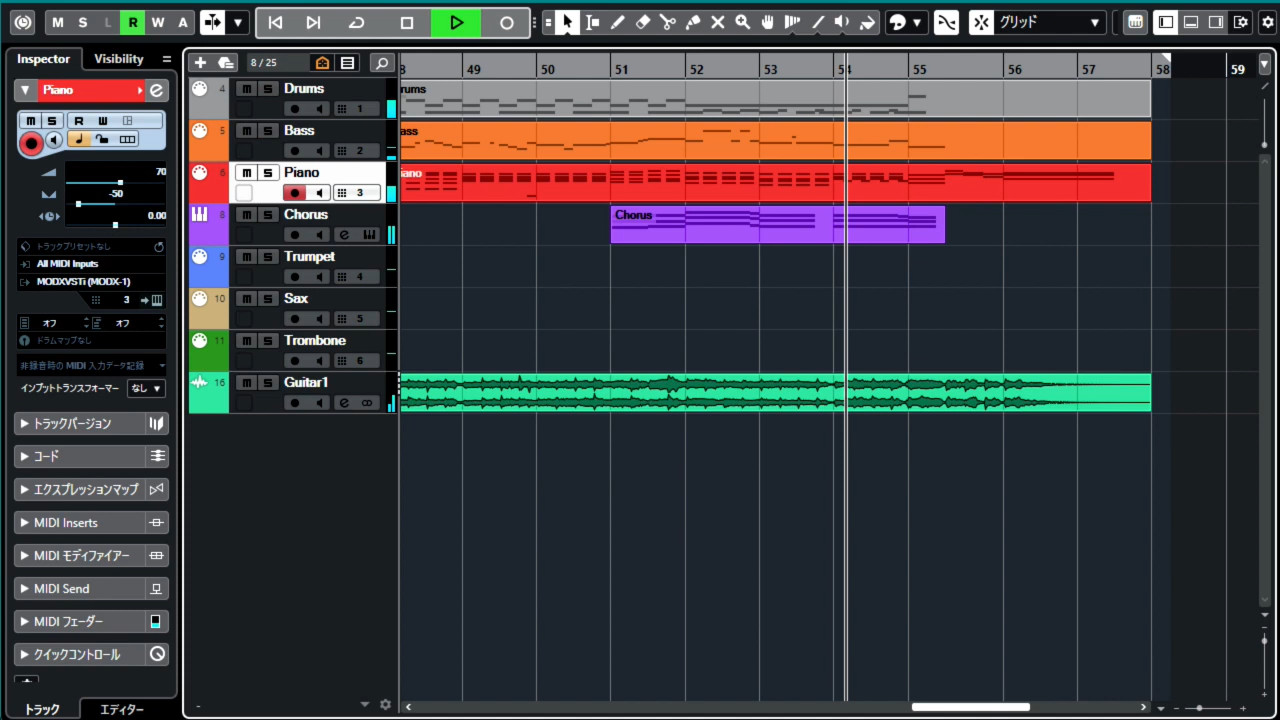 M S L R W A グリッド
Inspector Visibility 8 / 25 8 49 50 51 52 53 54 55 56 57 58 59
Piano
M S R W
70
-50
0.00
トラックプリセットなし
All MIDI Inputs
MODXVSTi (MODX-1)
3
オフ オフ
ドラムマップなし
非録音時の MIDI 入力データ記録
インプットトランスフォーマー なし
トラックバージョン
コード
エクスプレッションマップ
MIDI Inserts
MIDI モディファイアー
MIDI Send
MIDI フェーダー
クイックコントロール
トラック エディター
4 M S Drums
1
5 M S Bass
2
6 M S Piano
3
8 M S Chorus
9 M S Trumpet
4
10 M S Sax
5
11 M S Trombone
6
16 M S Guitar1
rums
ass
iano
Chorus